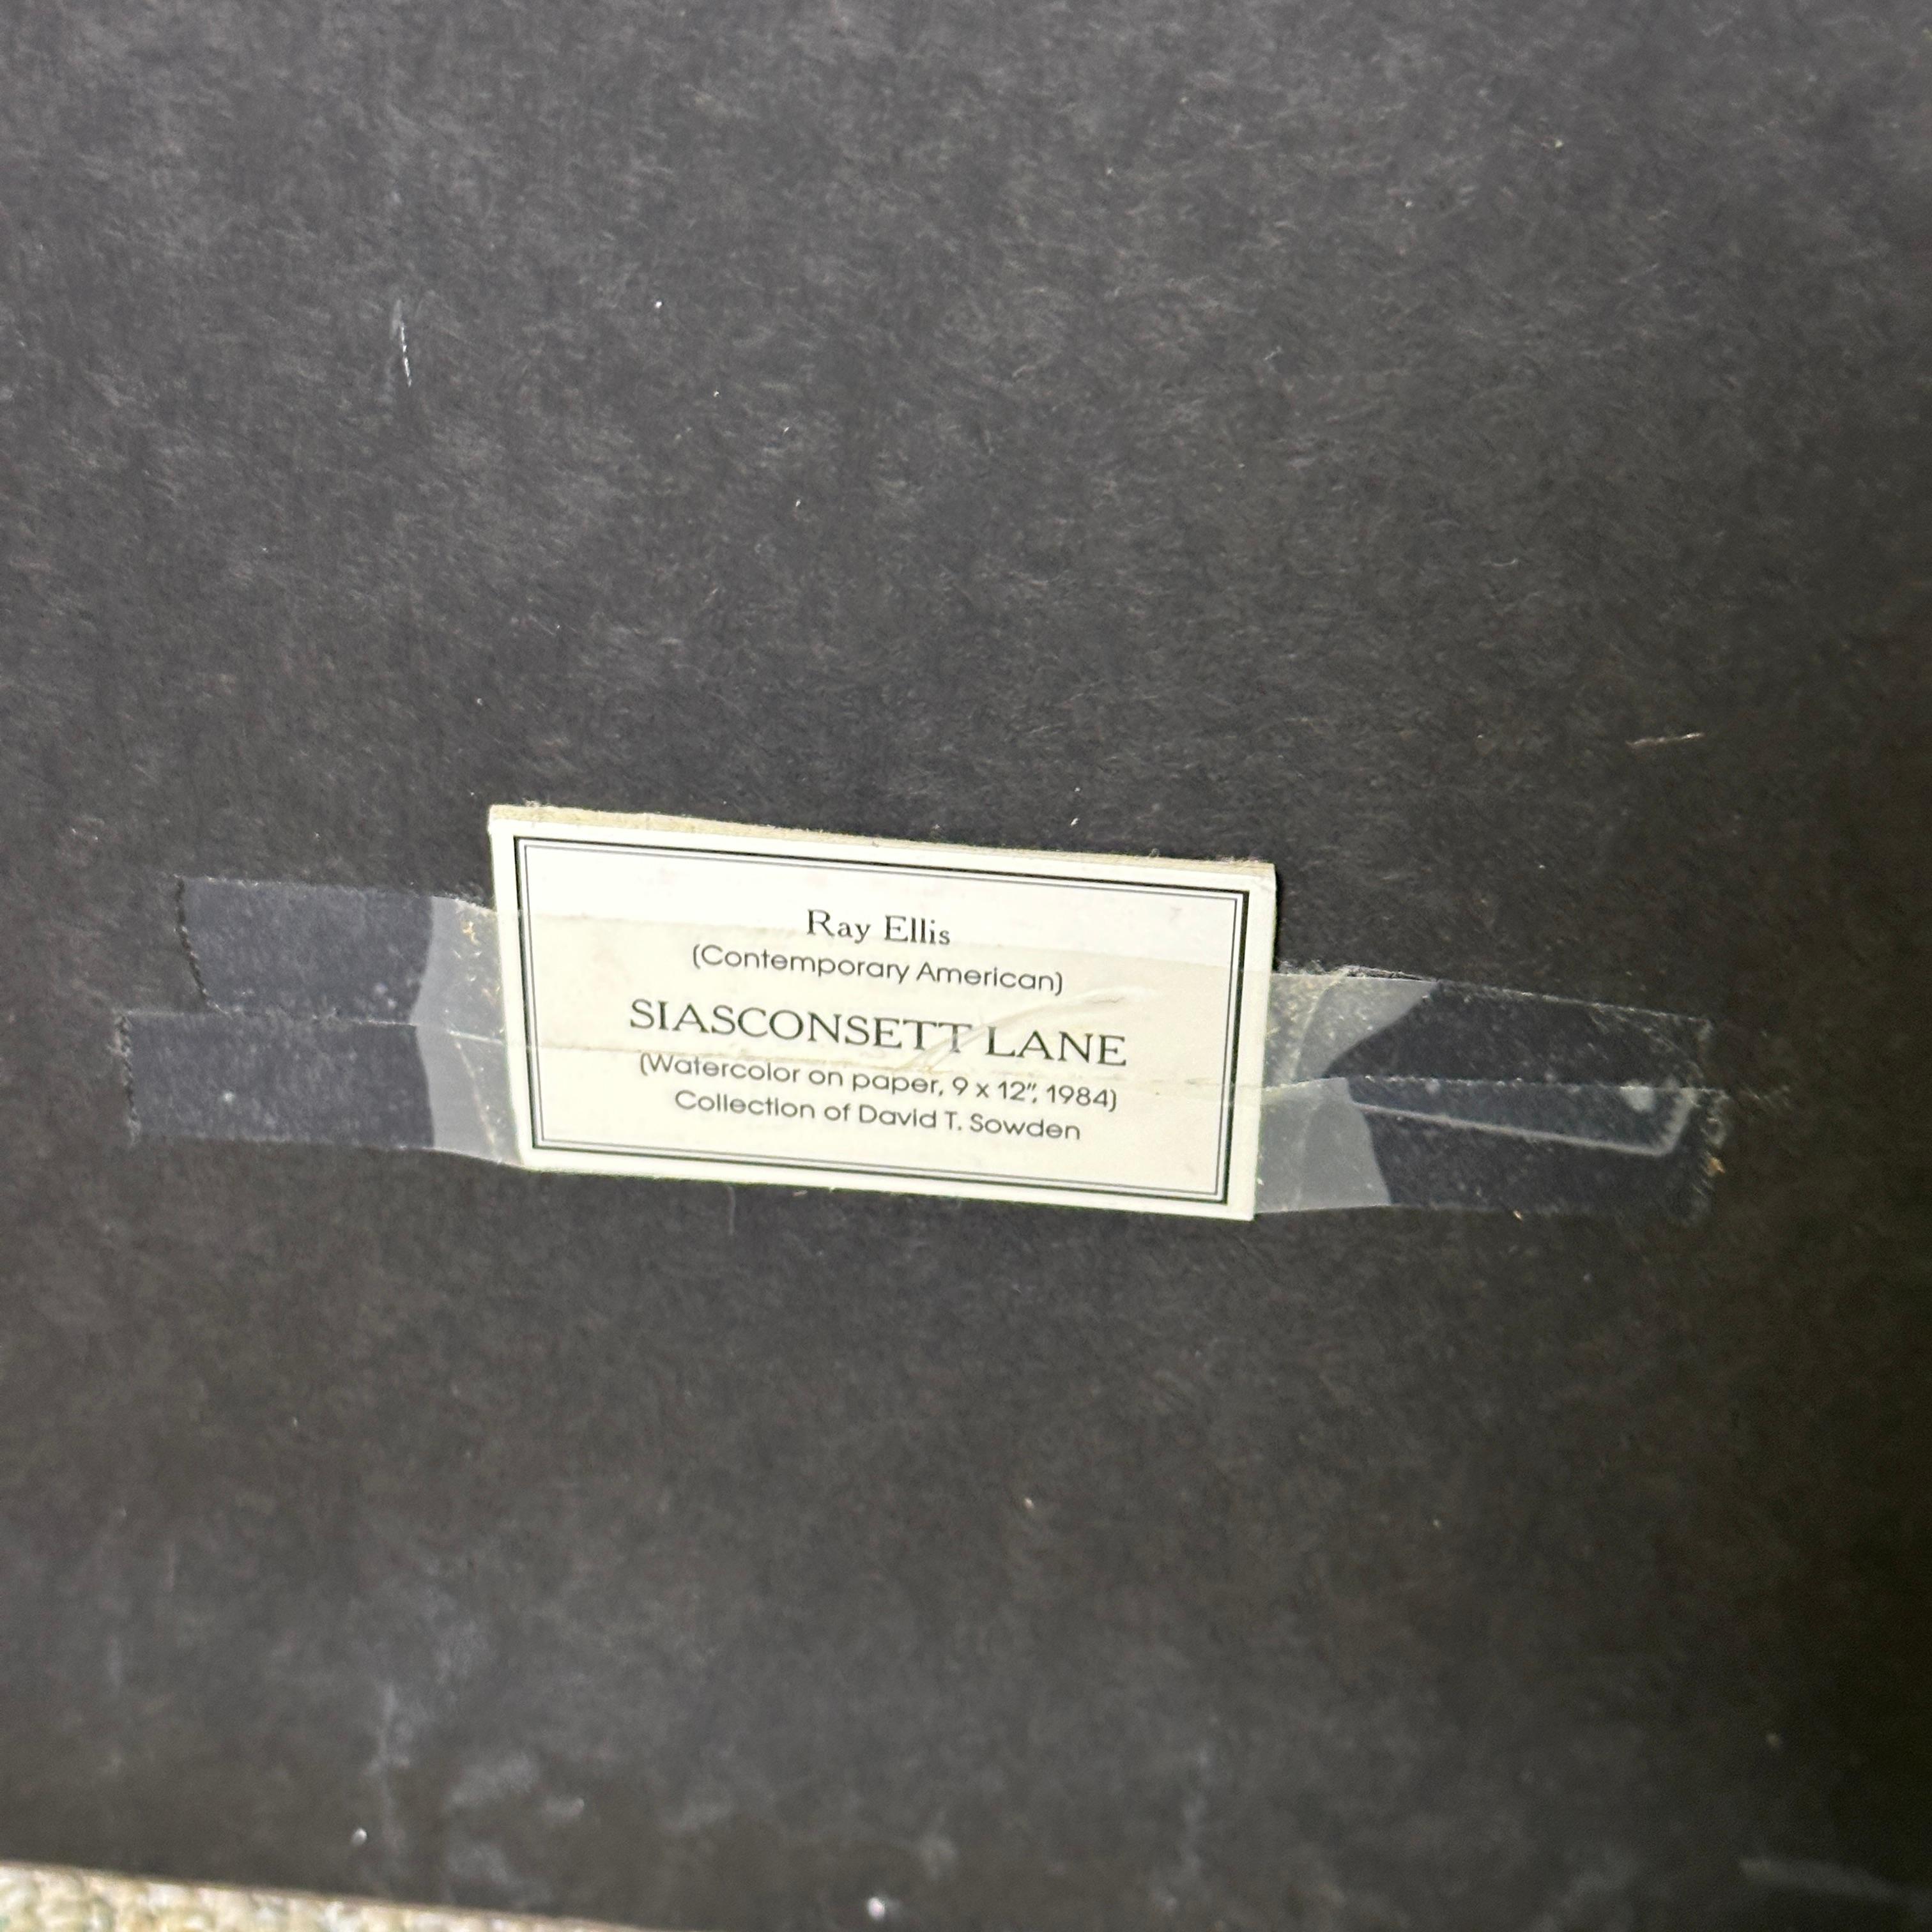 Ray Ellis
(Contemporary American)
SIASCONSETT LANE
(Watercolor on paper, 9 x 12", 1984)
Collection of David T. Sowden